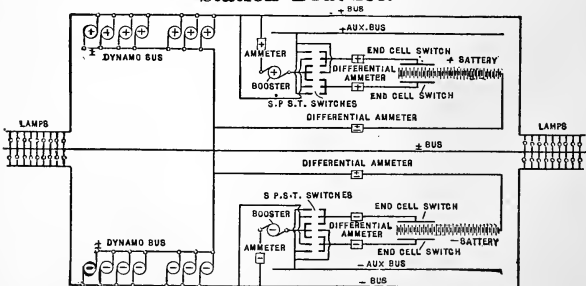 + BUS
+ AUX. BUS
± DYNAMO BUS
AMMETER
END CELL SWITCH
+ BATTERY
DIFFERENTIAL
AMMETER
BOOSTER
END CELL SWITCH
S.P S.T. SWITCHES
DIFFERENTIAL AMMETER
LAMPS
LAMPS
± BUS
DIFFERENTIAL AMMETER
S P.S.T. SWITCHES
BOOSTER
END CELL SWITCH
DIFFERENTIAL
AMMETER
± DYNAMO BUS
AMMETER
— BATTERY
END CELL SWITCH
— AUX BUS
— BUS